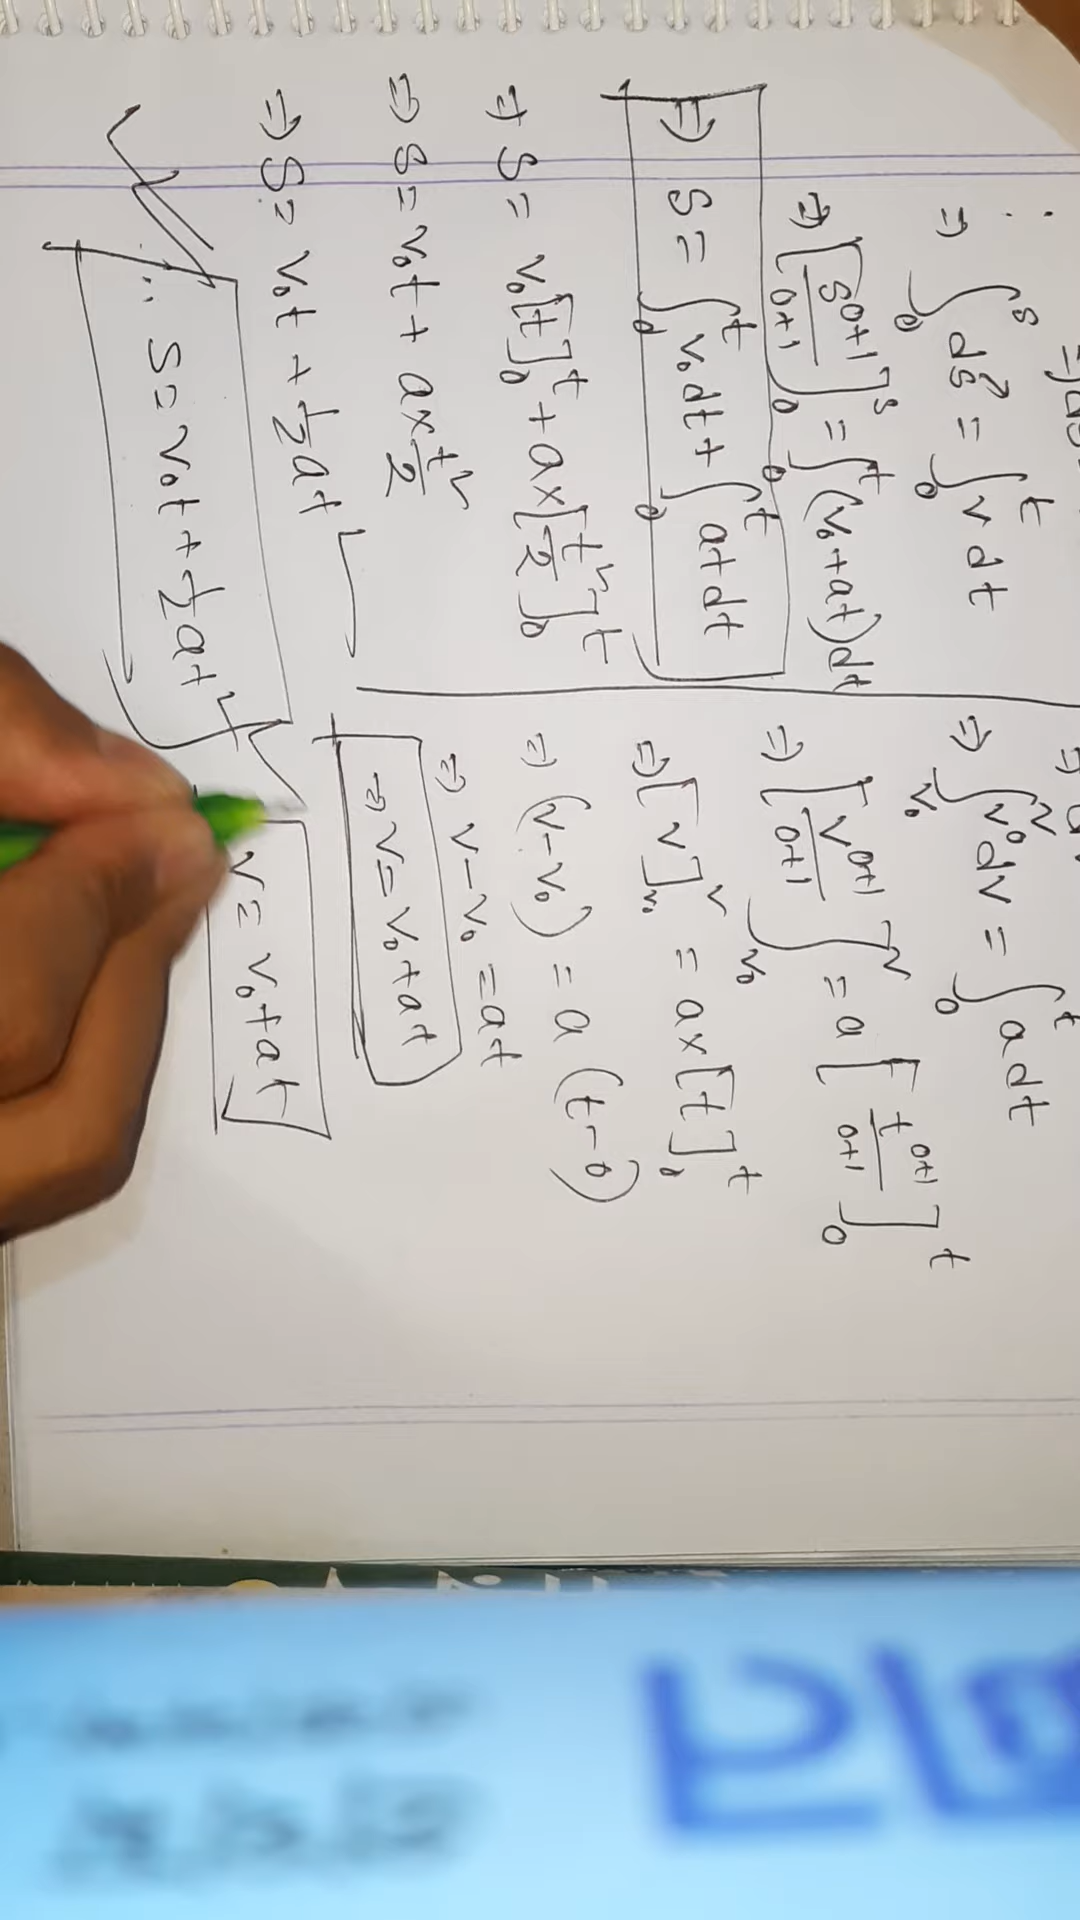 ⇒ ∫₀ˢ ds⃗ = ∫₀ᵗ v dt
⇒ [s⁰⁺¹/0+1]₀ˢ = ∫₀ᵗ (v₀+at)dt
⇒ s = ∫₀ᵗ v₀dt + ∫₀ᵗ at dt
⇒ s = v₀[t]₀ᵗ + a×[t²/2]₀ᵗ
⇒ s = v₀t + a×t²/2
⇒ s = v₀t + ½at²
∴ s = v₀t + ½at²
⇒ ∫ᵥ₀ᵛ v⁰dv = ∫₀ᵗ a dt
⇒ [v⁰⁺¹/0+1]ᵥ₀ᵛ = a[t⁰⁺¹/0+1]₀ᵗ
⇒ [v]ᵥ₀ᵛ = a×[t]₀ᵗ
⇒ (v-v₀) = a (t-0)
⇒ v-v₀ = at
⇒ v = v₀+at
v = v₀+at